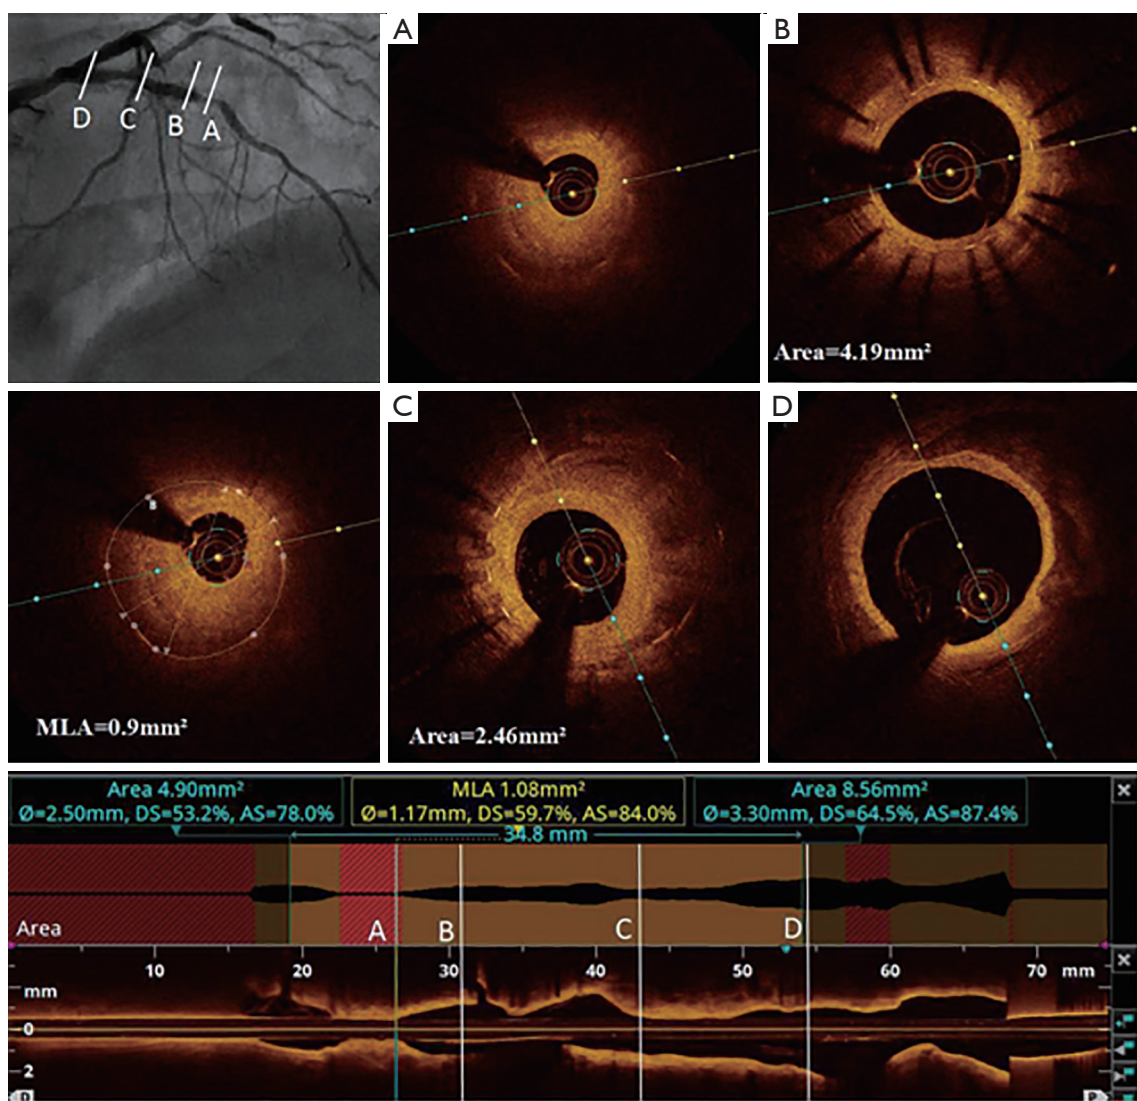 A
B
D
C
B
A
Area=4.19mm²
C
D
B
MLA=0.9mm²
Area=2.46mm²
Area 4.90mm²
Ø=2.50mm, DS=53.2%, AS=78.0%
MLA 1.08mm²
Ø=1.17mm, DS=59.7%, AS=84.0%
Area 8.56mm²
Ø=3.30mm, DS=64.5%, AS=87.4%
34.8 mm
Area
A
B
C
D
10
20
30
40
50
60
70
mm
mm
0
2
D
P